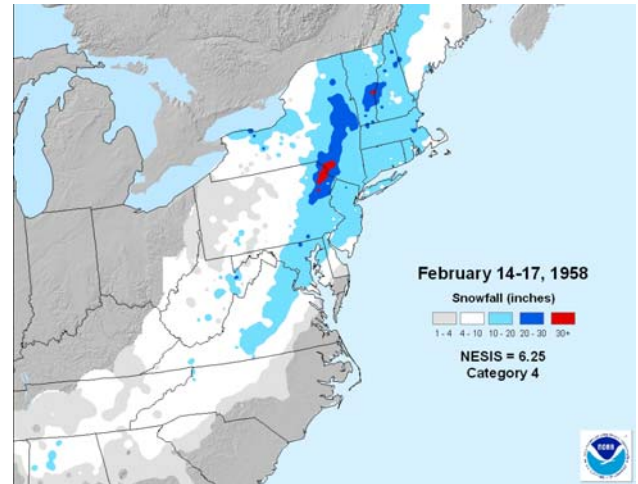 February 14-17, 1958
Snowfall (inches)
1 - 4 4 - 10 10 - 20 20 - 30 30+
NESIS = 6.25
Category 4
NOAA